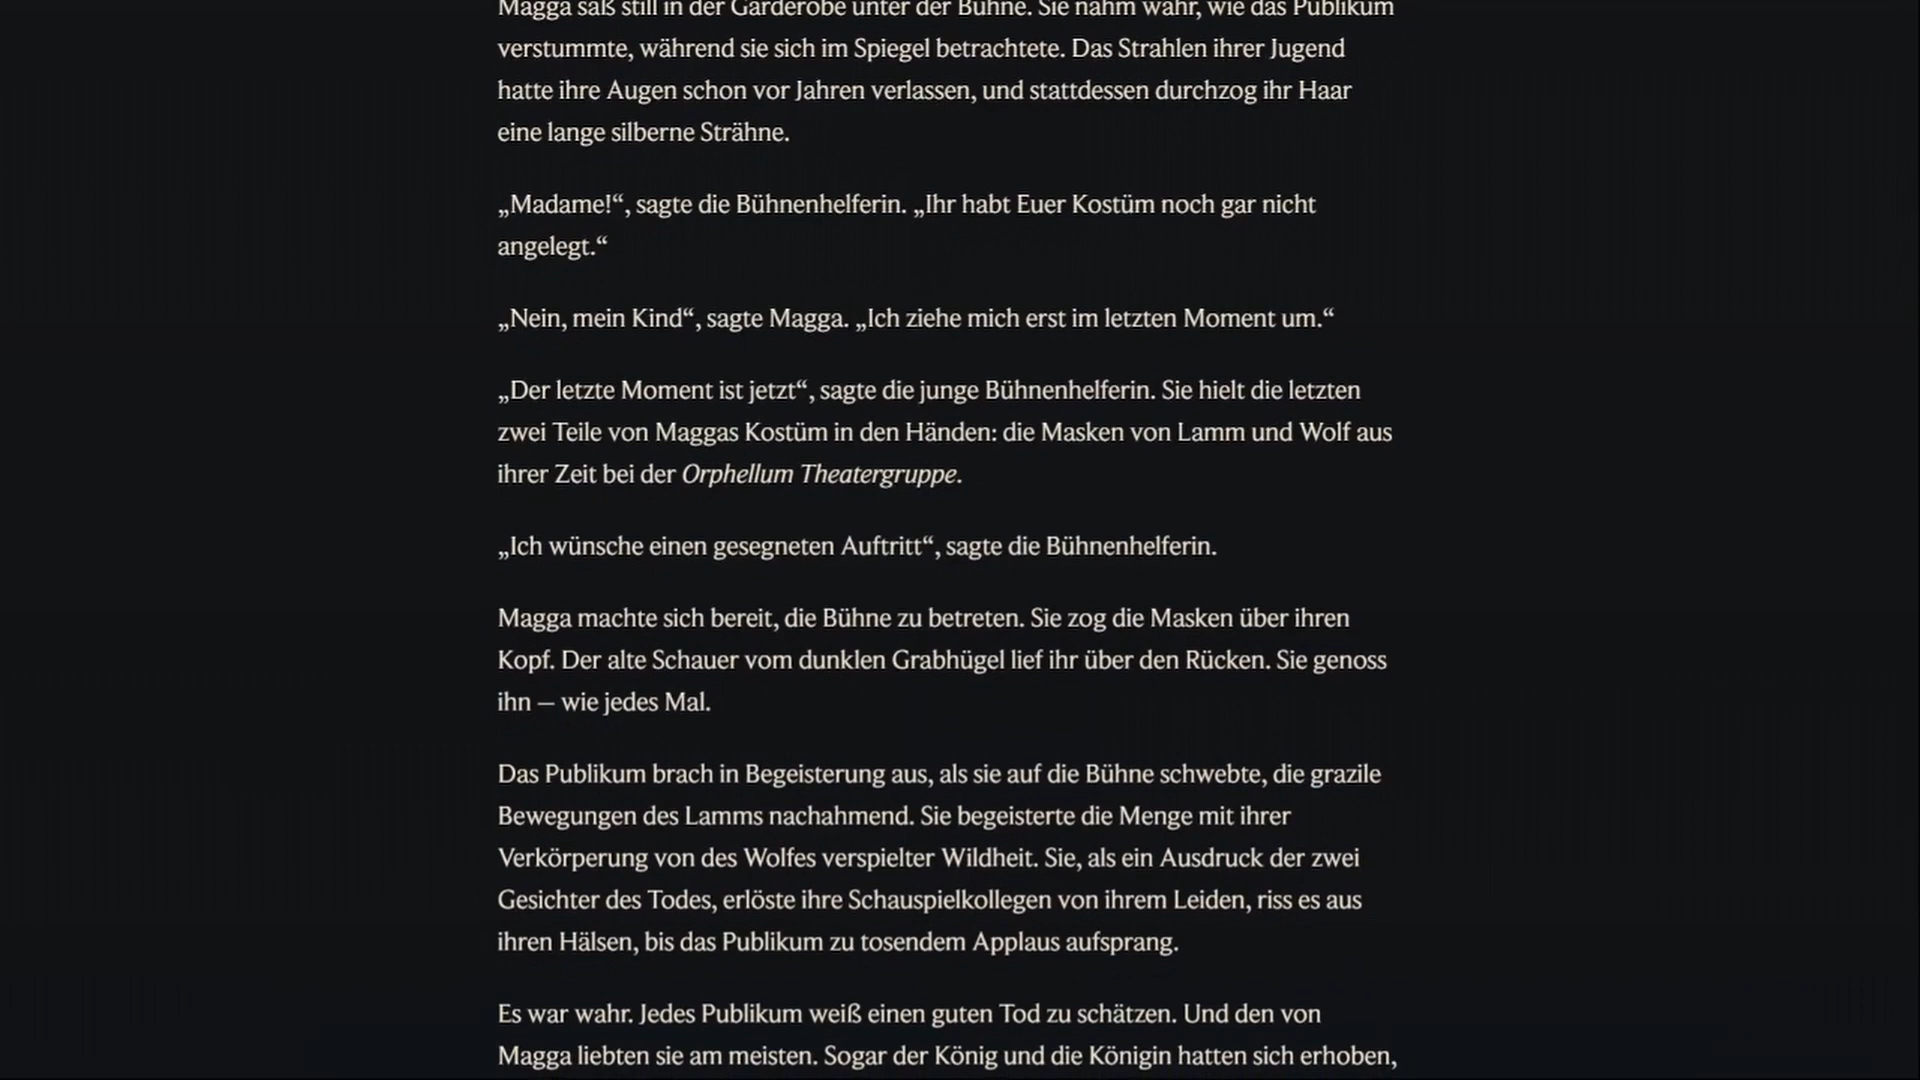 Magga saß still in der Garderobe unter der Bühne. Sie nahm wahr, wie das Publikum
verstummte, während sie sich im Spiegel betrachtete. Das Strahlen ihrer Jugend
hatte ihre Augen schon vor Jahren verlassen, und stattdessen durchzog ihr Haar
eine lange silberne Strähne.
„Madame!“, sagte die Bühnenhelferin. „Ihr habt Euer Kostüm noch gar nicht
angelegt.“
„Nein, mein Kind“, sagte Magga. „Ich ziehe mich erst im letzten Moment um.“
„Der letzte Moment ist jetzt“, sagte die junge Bühnenhelferin. Sie hielt die letzten
zwei Teile von Maggas Kostüm in den Händen: die Masken von Lamm und Wolf aus
ihrer Zeit bei der Orphellum Theatergruppe.
„Ich wünsche einen gesegneten Auftritt“, sagte die Bühnenhelferin.
Magga machte sich bereit, die Bühne zu betreten. Sie zog die Masken über ihren
Kopf. Der alte Schauer vom dunklen Grabhügel lief ihr über den Rücken. Sie genoss
ihn — wie jedes Mal.
Das Publikum brach in Begeisterung aus, als sie auf die Bühne schwebte, die grazile
Bewegungen des Lamms nachahmend. Sie begeisterte die Menge mit ihrer
Verkörperung von des Wolfes verspielter Wildheit. Sie, als ein Ausdruck der zwei
Gesichter des Todes, erlöste ihre Schauspielkollegen von ihrem Leiden, riss es aus
ihren Hälsen, bis das Publikum zu tosendem Applaus aufsprang.
Es war wahr. Jedes Publikum weiß einen guten Tod zu schätzen. Und den von
Magga liebten sie am meisten. Sogar der König und die Königin hatten sich erhoben,